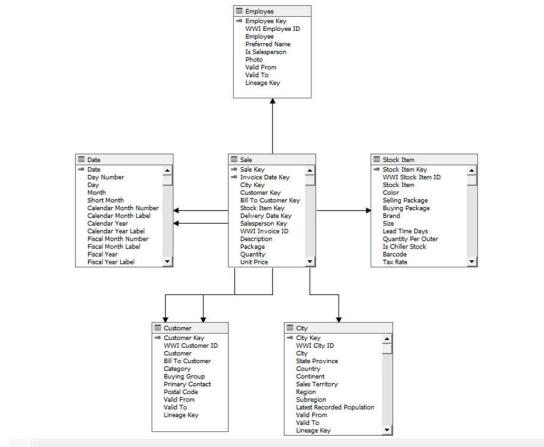 Employee
Employee Key
WWI Employee ID
Employee
Preferred Name
Is Salesperson
Photo
Valid From
Valid To
Lineage Key
Date
Date
Day Number
Day
Month
Short Month
Calendar Month Number
Calendar Month Label
Calendar Year
Calendar Year Label
Fiscal Month Number
Fiscal Month Label
Fiscal Year
Fiscal Year Label
Sale
Sale Key
Invoice Date Key
City Key
Customer Key
Bill To Customer Key
Stock Item Key
Delivery Date Key
Salesperson Key
WWI Invoice ID
Description
Package
Quantity
Unit Price
Stock Item
Stock Item Key
WWI Stock Item ID
Stock Item
Color
Selling Package
Buying Package
Brand
Size
Lead Time Days
Quantity Per Outer
Is Chiller Stock
Barcode
Tax Rate
Customer
Customer Key
WWI Customer ID
Customer
Bill To Customer
Category
Buying Group
Primary Contact
Postal Code
Valid From
Valid To
Lineage Key
City
City Key
WWI City ID
City
State Province
Country
Continent
Sales Territory
Region
Subregion
Latest Recorded Population
Valid From
Valid To
Lineage Key